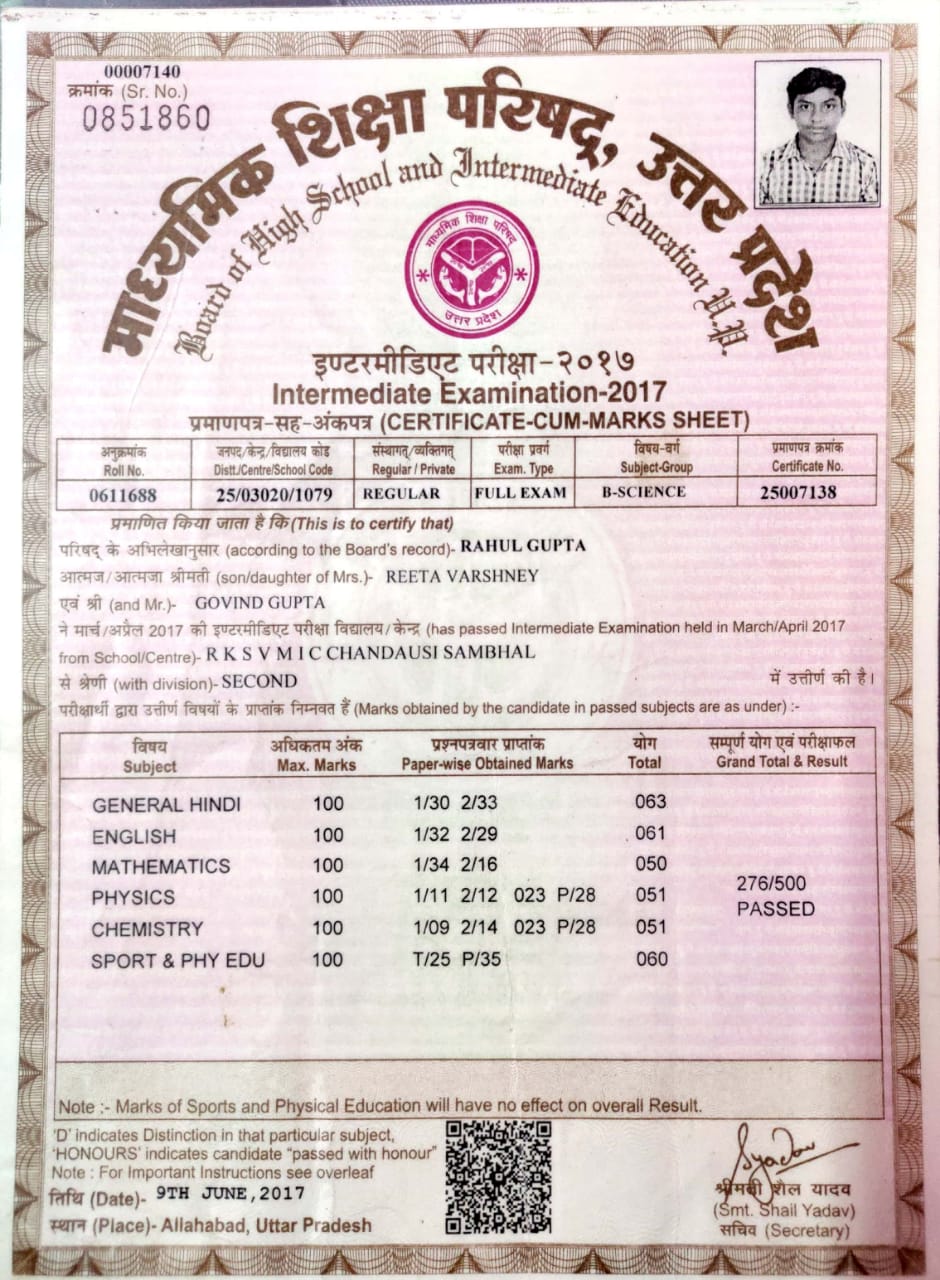 00007140
क्रमांक (Sr. No.)
0851860
माध्यमिक शिक्षा परिषद्, उत्तर प्रदेश
Board of High School and Intermediate Education U.P.
माध्यमिक शिक्षा परिषद्
उत्तर प्रदेश
इण्टरमीडिएट परीक्षा-२०१७
Intermediate Examination-2017
प्रमाणपत्र-सह-अंकपत्र (CERTIFICATE-CUM-MARKS SHEET)
अनुक्रमांक जनपद/केन्द्र/विद्यालय कोड संस्थागत्/व्यक्तिगत् परीक्षा प्रवर्ग विषय-वर्ग प्रमाणपत्र क्रमांक
Roll No. Distt./Centre/School Code Regular / Private Exam. Type Subject-Group Certificate No.
0611688 25/03020/1079 REGULAR FULL EXAM B-SCIENCE 25007138
प्रमाणित किया जाता है कि(This is to certify that)
परिषद् के अभिलेखानुसार (according to the Board's record)- RAHUL GUPTA
आत्मज/आत्मजा श्रीमती (son/daughter of Mrs.)- REETA VARSHNEY
एवं श्री (and Mr.)- GOVIND GUPTA
ने मार्च/अप्रैल 2017 की इण्टरमीडिएट परीक्षा विद्यालय/केन्द्र (has passed Intermediate Examination held in March/April 2017
from School/Centre)- R K S V M I C CHANDAUSI SAMBHAL
से श्रेणी (with division)- SECOND में उत्तीर्ण की है।
परीक्षार्थी द्वारा उत्तीर्ण विषयों के प्राप्तांक निम्नवत हैं (Marks obtained by the candidate in passed subjects are as under) :-
विषय अधिकतम अंक प्रश्नपत्रवार प्राप्तांक योग सम्पूर्ण योग एवं परीक्षाफल
Subject Max. Marks Paper-wise Obtained Marks Total Grand Total & Result
GENERAL HINDI 100 1/30 2/33 063
ENGLISH 100 1/32 2/29 061
MATHEMATICS 100 1/34 2/16 050
276/500
PHYSICS 100 1/11 2/12 023 P/28 051
PASSED
CHEMISTRY 100 1/09 2/14 023 P/28 051
SPORT & PHY EDU 100 T/25 P/35 060
Note :- Marks of Sports and Physical Education will have no effect on overall Result.
'D' indicates Distinction in that particular subject,
'HONOURS' indicates candidate "passed with honour"
Note : For Important Instructions see overleaf
तिथि (Date)- 9TH JUNE,2017
स्थान (Place)- Allahabad, Uttar Pradesh
SYadav
श्रीमती शैल यादव
(Smt. Shail Yadav)
सचिव (Secretary)